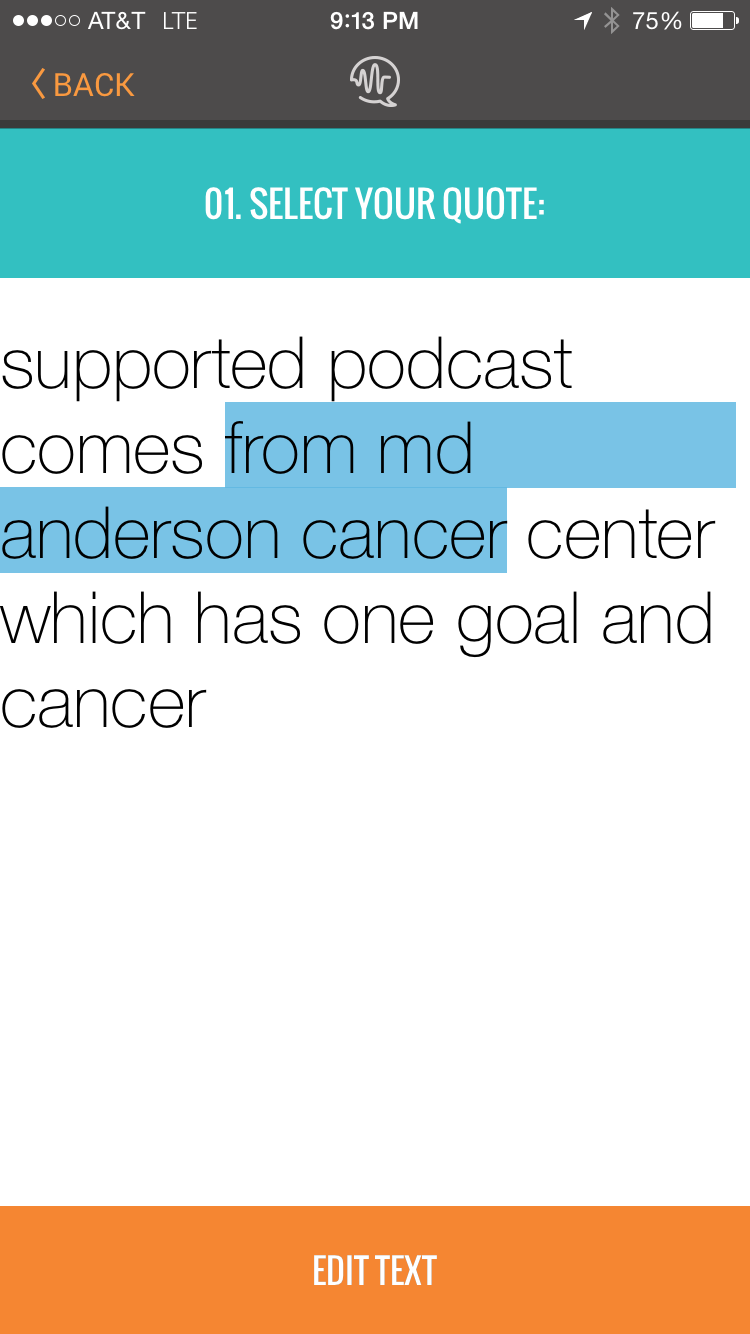 AT&T LTE 9:13 PM 75%
BACK
01. SELECT YOUR QUOTE:
supported podcast
comes from md
anderson cancer center
which has one goal and
cancer
EDIT TEXT